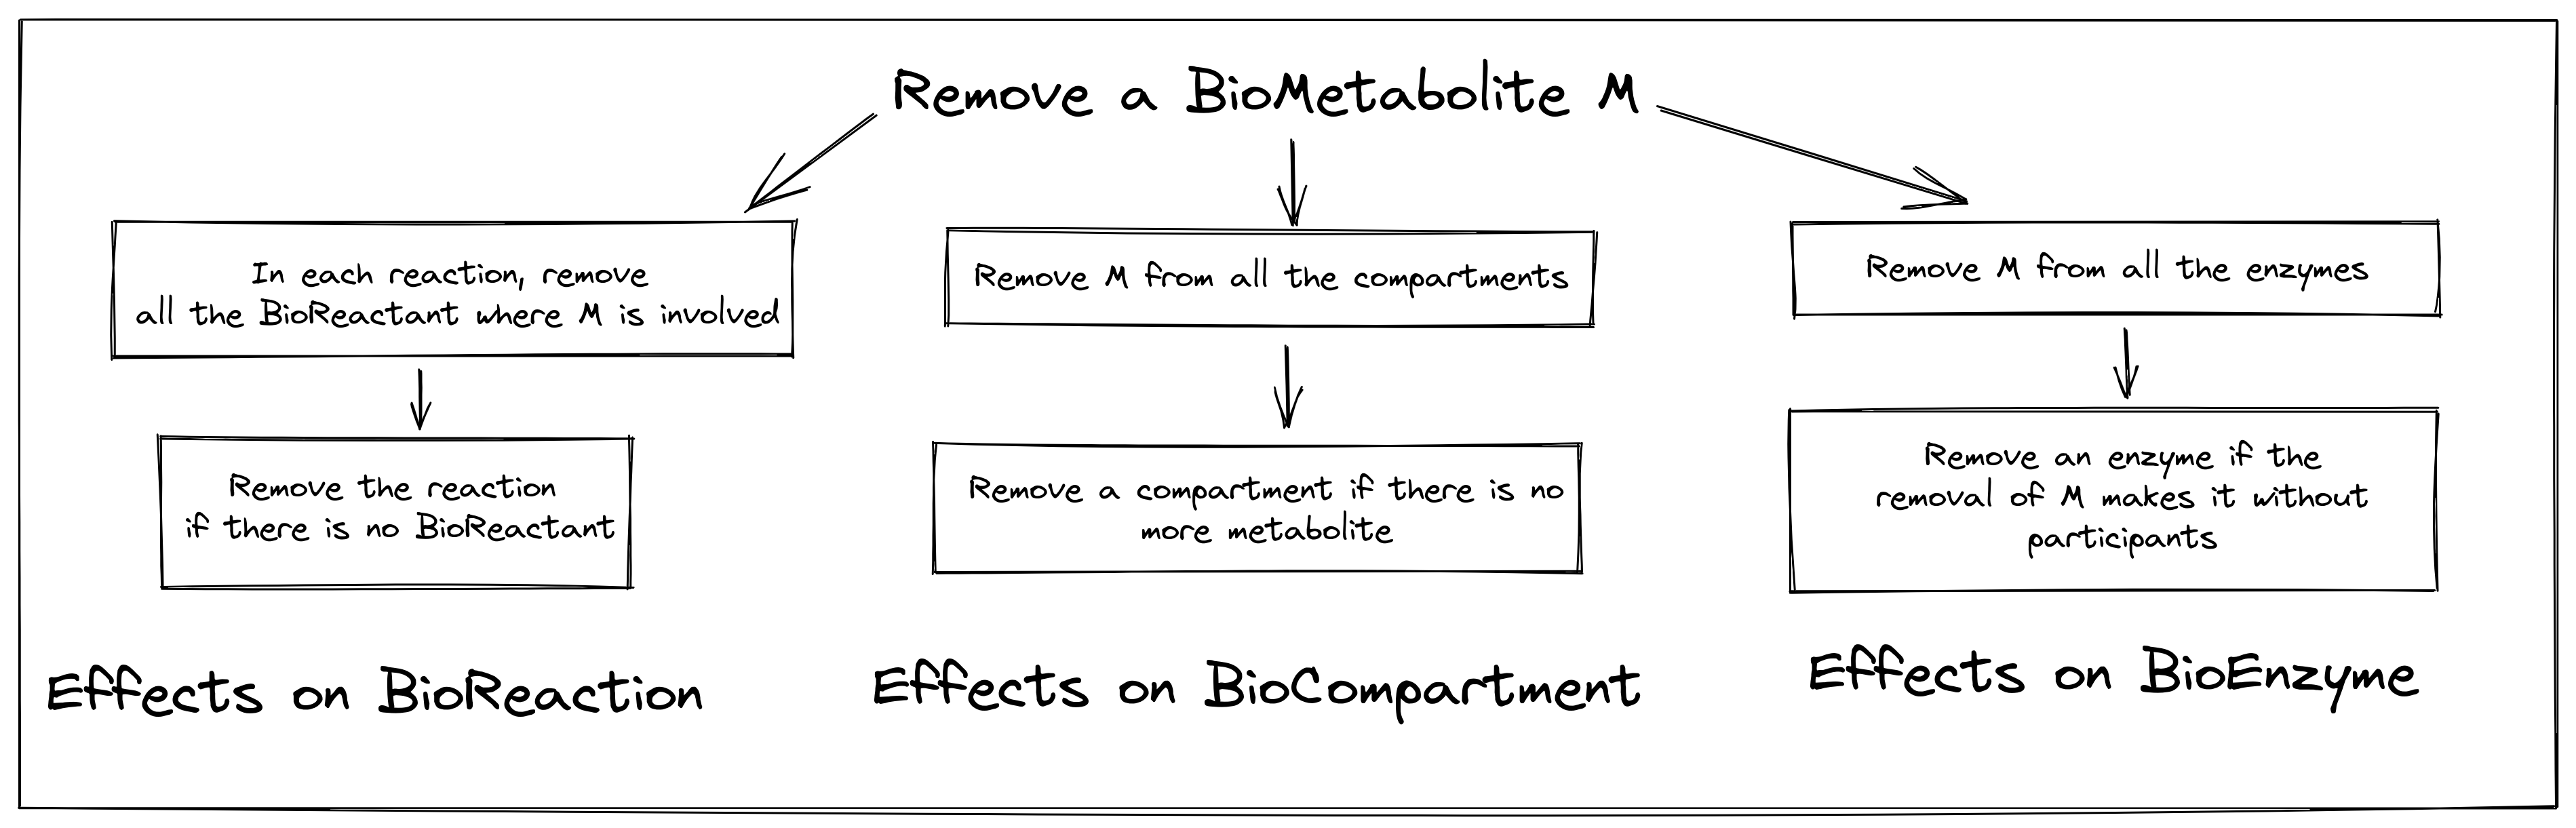 Remove a BioMetabolite M
In each reaction, remove
all the BioReactant where M is involved
Remove the reaction
if there is no BioReactant
Effects on BioReaction
Remove M from all the compartments
Remove a compartment if there is no
more metabolite
Effects on BioCompartment
Remove M from all the enzymes
Remove an enzyme if the
removal of M makes it without
participants
Effects on BioEnzyme